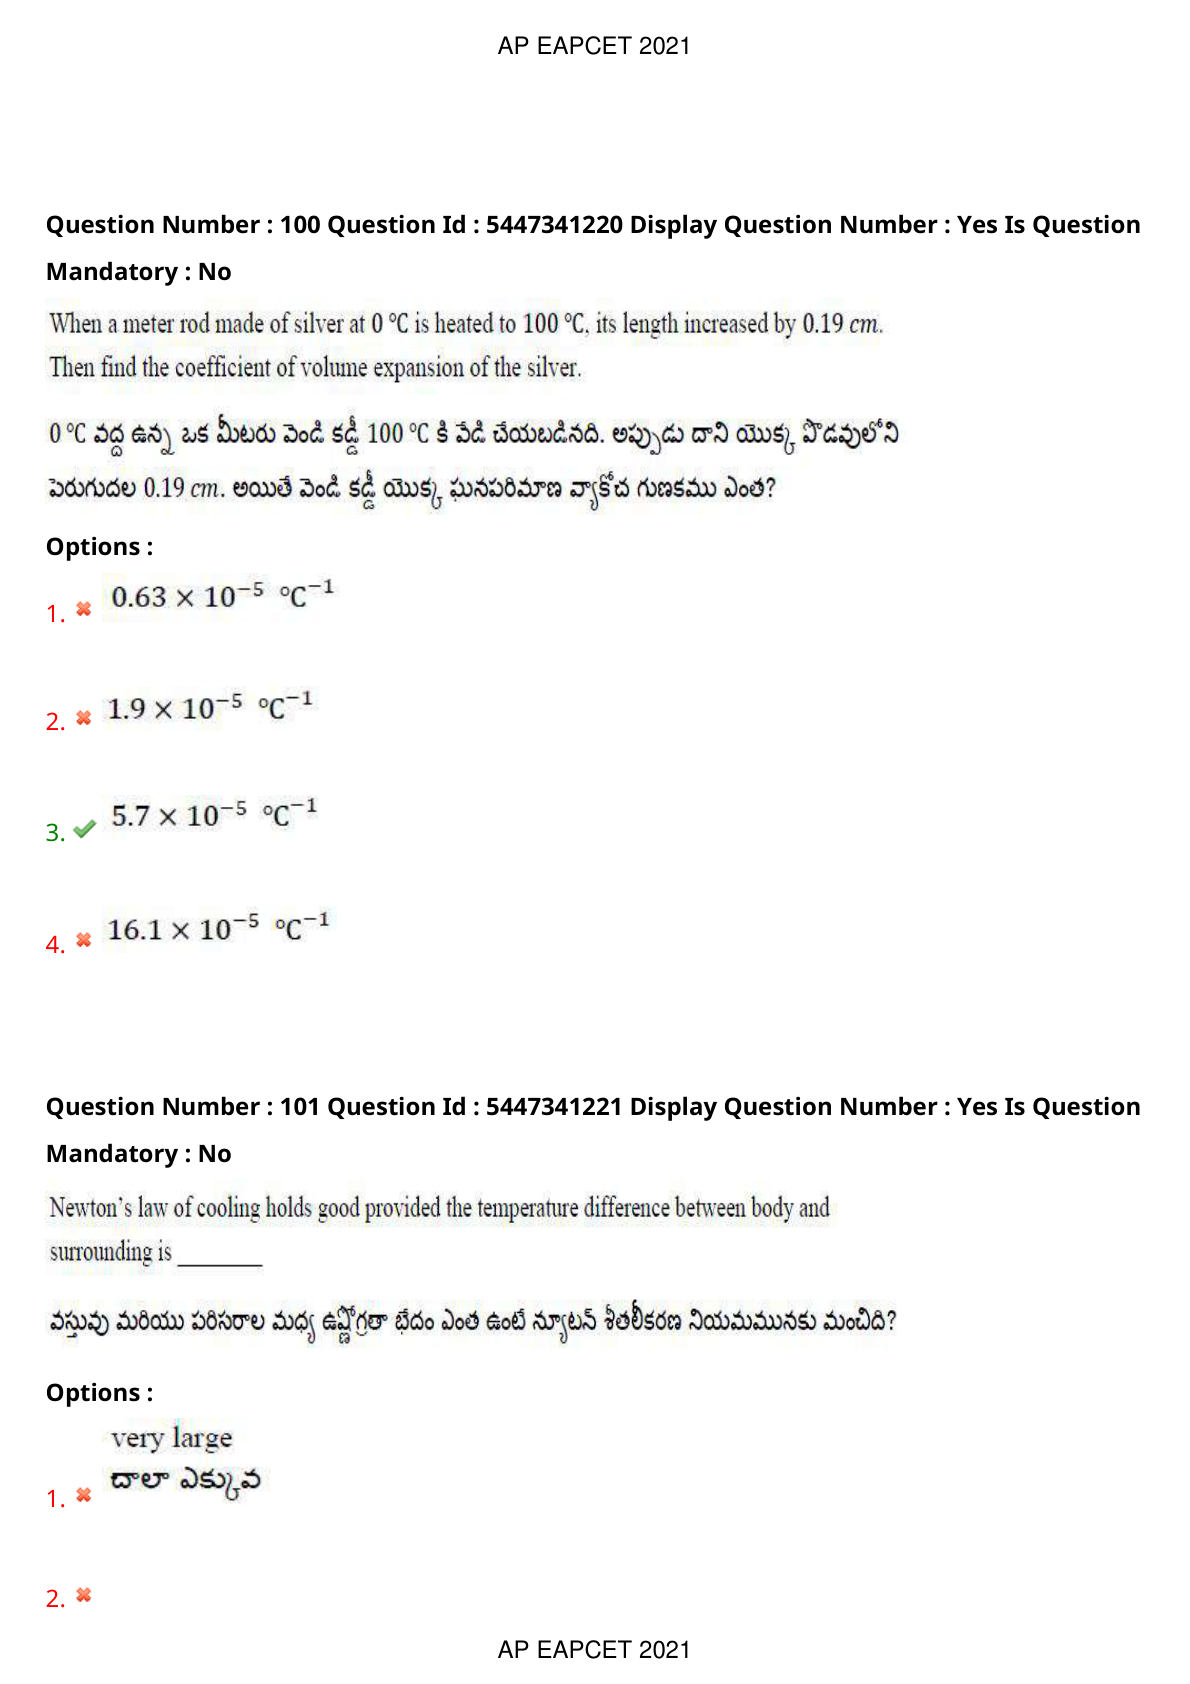 AP EAPCET 2021
Question Number : 100 Question Id : 5447341220 Display Question Number : Yes Is Question
Mandatory : No
When a meter rod made of silver at 0 °C is heated to 100 °C, its length increased by 0.19 cm.
Then find the coefficient of volume expansion of the silver.
0 °C వద్ద ఉన్న ఒక మీటరు వెండి కడ్డీ 100 °C కి వేడి చేయబడినది. అప్పుడు దాని యొక్క పొడవులోని
పెరుగుదల 0.19 cm. అయితే వెండి కడ్డీ యొక్క ఘనపరిమాణ వ్యాకోచ గుణకము ఎంత?
Options :
1. 0.63 × 10⁻⁵ °C⁻¹
2. 1.9 × 10⁻⁵ °C⁻¹
3. 5.7 × 10⁻⁵ °C⁻¹
4. 16.1 × 10⁻⁵ °C⁻¹
Question Number : 101 Question Id : 5447341221 Display Question Number : Yes Is Question
Mandatory : No
Newton's law of cooling holds good provided the temperature difference between body and
surrounding is ________
వస్తువు మరియు పరిసరాల మధ్య ఉష్ణోగ్రతా భేదం ఎంత ఉంటే న్యూటన్ శీతలీకరణ నియమమునకు మంచిది?
Options :
very large
చాలా ఎక్కువ
1.
2.
AP EAPCET 2021